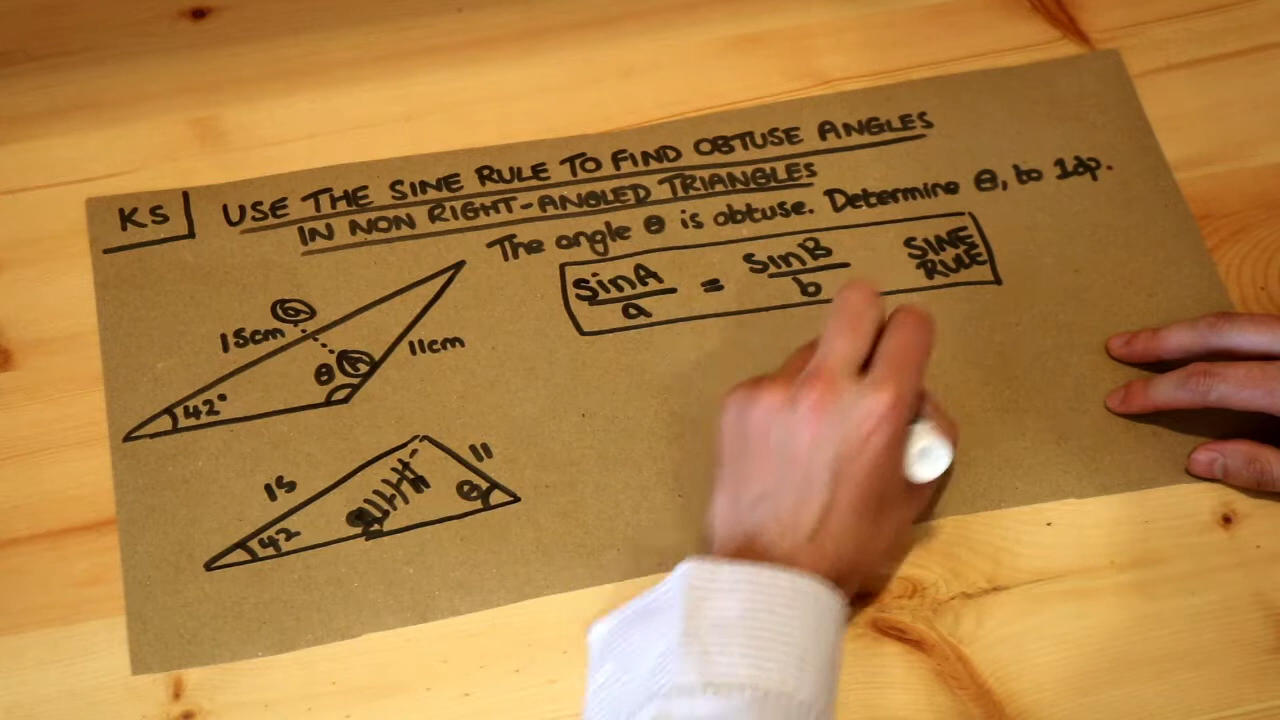 K5
USE THE SINE RULE TO FIND OBTUSE ANGLES
IN NON RIGHT-ANGLED TRIANGLES
The angle θ is obtuse. Determine θ, to 1dp.
sinA = sinB SINE
a b RULE
a
15cm
11cm
θ A
42°
15
11
42
θ